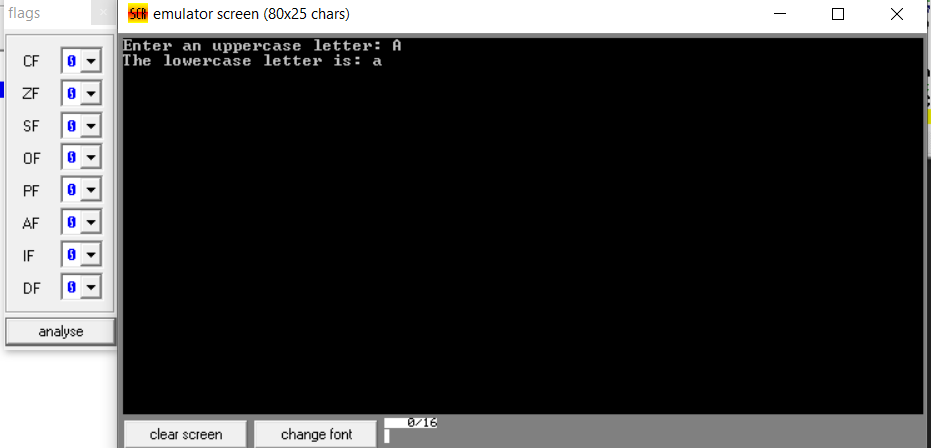 flags
CF 0
ZF 0
SF 0
OF 0
PF 0
AF 0
IF 0
DF 0
analyse
SCR emulator screen (80x25 chars)
Enter an uppercase letter: A
The lowercase letter is: a
clear screen
change font
0/16